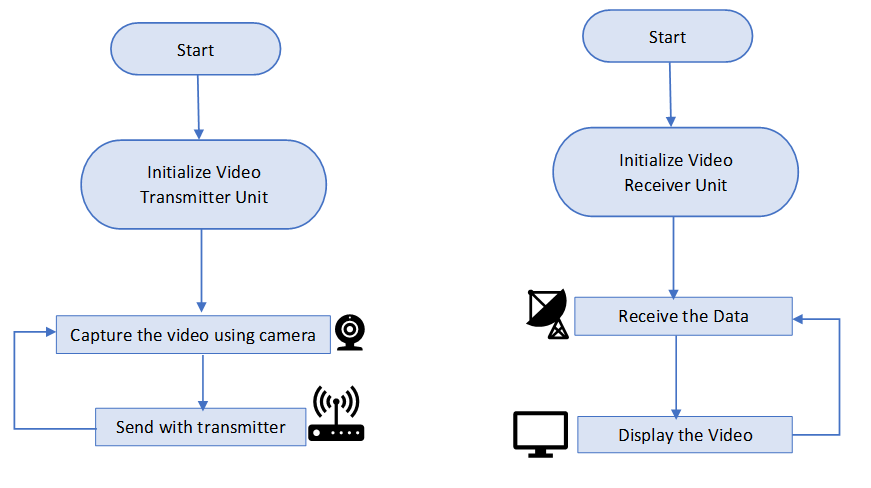 Start
Initialize Video
Transmitter Unit
Capture the video using camera
Send with transmitter
Start
Initialize Video
Receiver Unit
Receive the Data
Display the Video